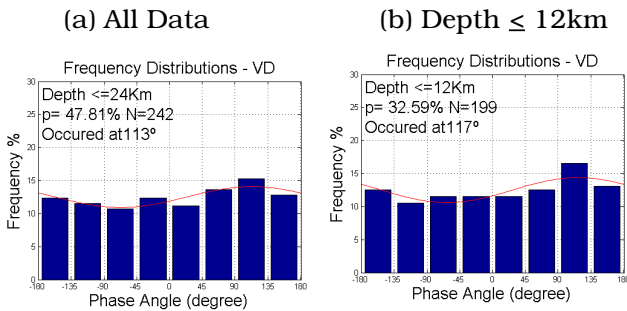 (a) All Data
Frequency Distributions - VD
Depth <=24Km
p= 47.81% N=242
Occured at113º
Frequency %
30
25
20
15
10
5
0
-180 -135 -90 -45 0 45 90 135 180
Phase Angle (degree)
(b) Depth ≤ 12km
Frequency Distributions - VD
Depth <=12Km
p= 32.59% N=199
Occured at117º
Frequency %
30
25
20
15
10
5
0
-180 -135 -90 -45 0 45 90 135 180
Phase Angle (degree)